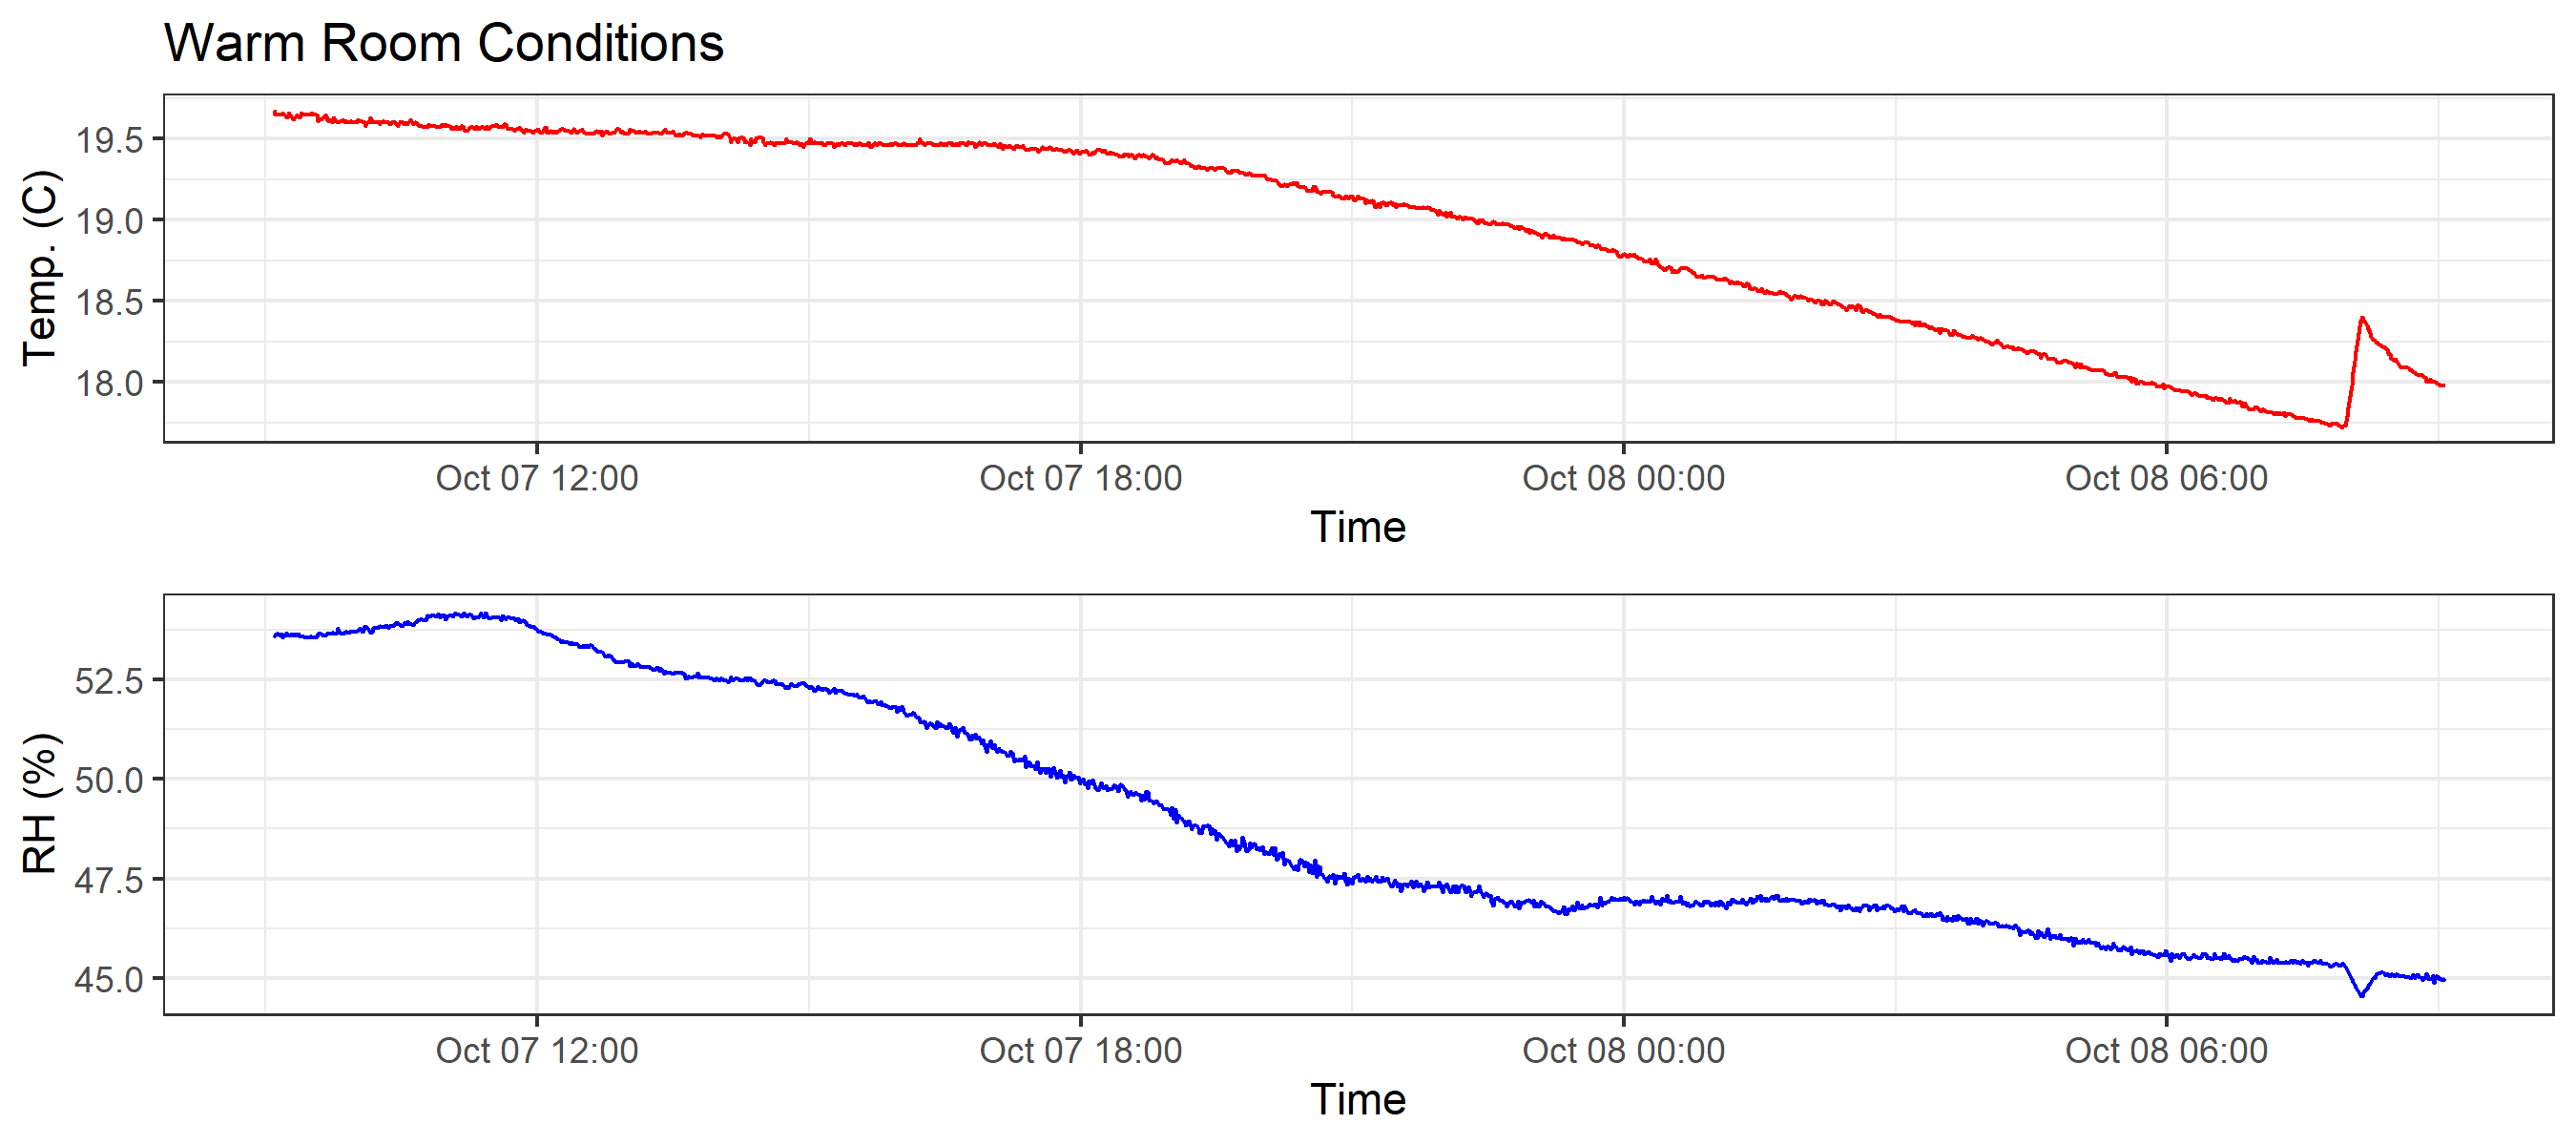 Warm Room Conditions
Temp. (C)
19.5
19.0
18.5
18.0
Oct 07 12:00 Oct 07 18:00 Oct 08 00:00 Oct 08 06:00
Time
RH (%)
52.5
50.0
47.5
45.0
Oct 07 12:00 Oct 07 18:00 Oct 08 00:00 Oct 08 06:00
Time